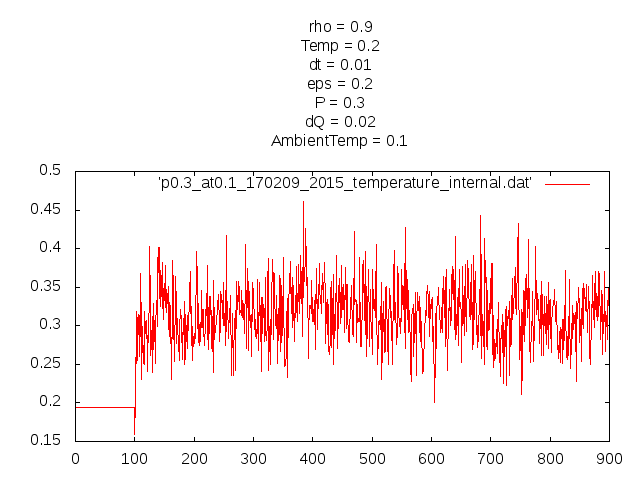 rho = 0.9
Temp = 0.2
dt = 0.01
eps = 0.2
P = 0.3
dQ = 0.02
AmbientTemp = 0.1
'p0.3_at0.1_170209_2015_temperature_internal.dat'
0.5
0.45
0.4
0.35
0.3
0.25
0.2
0.15
0 100 200 300 400 500 600 700 800 900